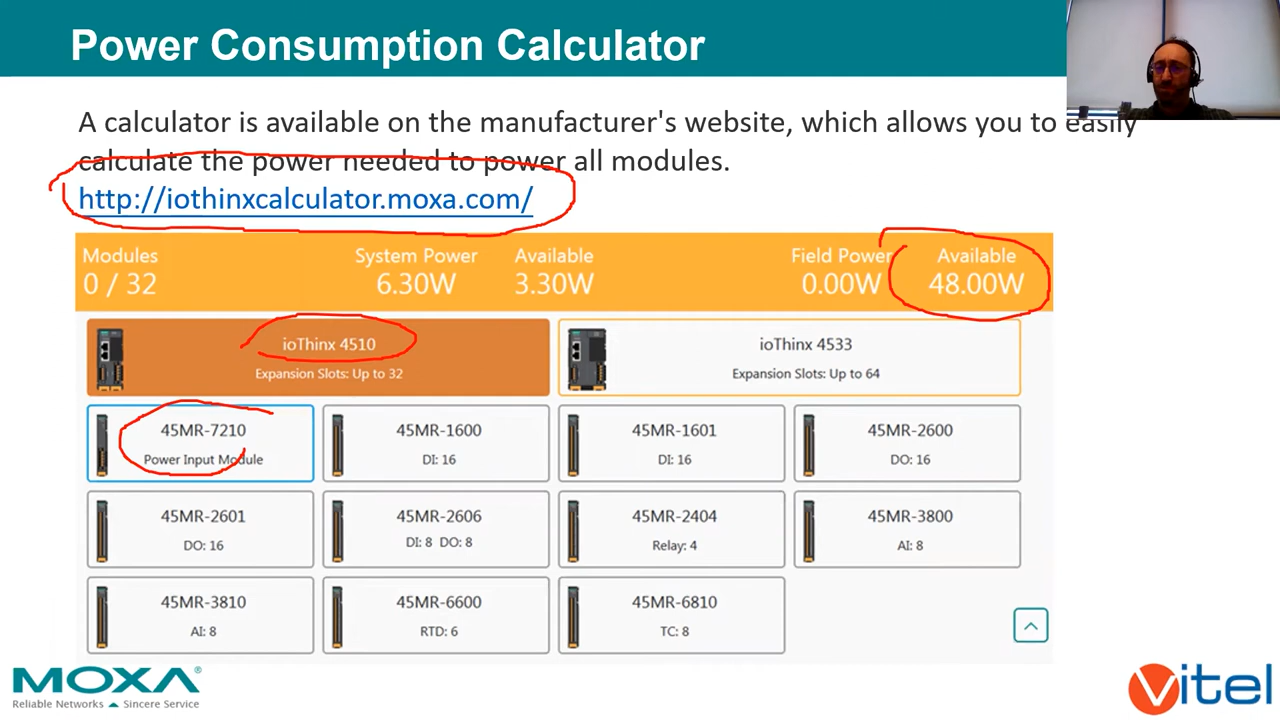 Power Consumption Calculator
A calculator is available on the manufacturer's website, which allows you to easily
calculate the power needed to power all modules.
http://iothinxcalculator.moxa.com/
Modules System Power Available Field Power Available
0 / 32 6.30W 3.30W 0.00W 48.00W
ioThinx 4510 ioThinx 4533
Expansion Slots: Up to 32 Expansion Slots: Up to 64
45MR-7210 45MR-1600 45MR-1601 45MR-2600
Power Input Module DI: 16 DI: 16 DO: 16
45MR-2601 45MR-2606 45MR-2404 45MR-3800
DO: 16 DI: 8 DO: 8 Relay: 4 AI: 8
45MR-3810 45MR-6600 45MR-6810
AI: 8 RTD: 6 TC: 8
MOXA®
Reliable Networks Sincere Service
Vitel